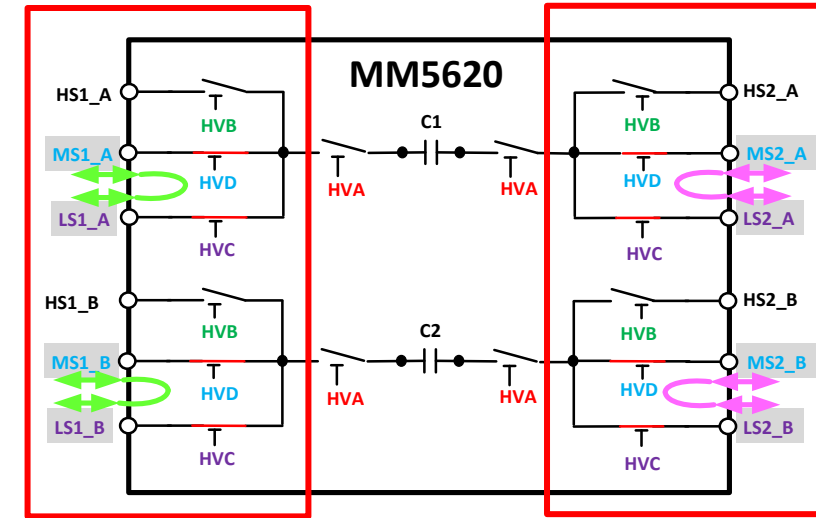 MM5620
HS1_A
HVB
C1
HVB
HS2_A
MS1_A
HVD
HVA
HVA
HVD
MS2_A
LS1_A
HVC
HVC
LS2_A
HS1_B
HVB
C2
HVB
HS2_B
MS1_B
HVD
HVA
HVA
HVD
MS2_B
LS1_B
HVC
HVC
LS2_B